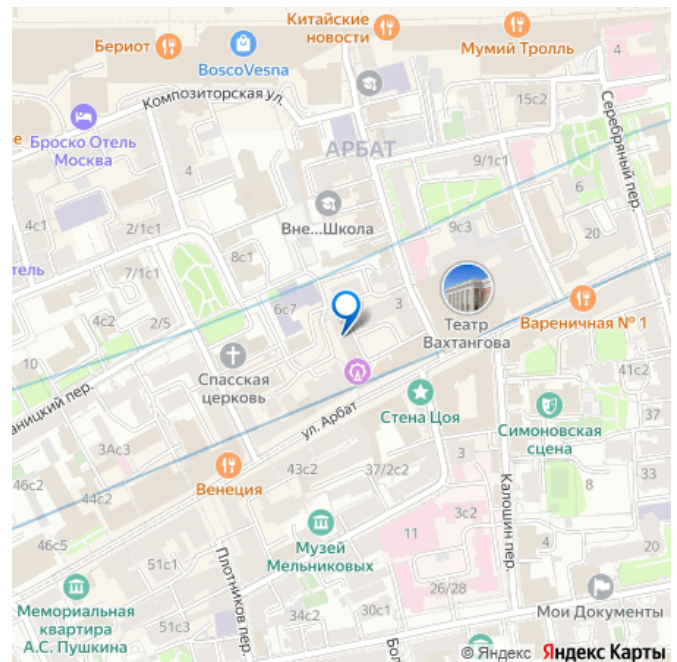 Китайские
новости
Бериот
BoscoVesna
Мумий Тролль
4
Композиторская ул.
15с2
Серебряный пер.
е
Броско Отель
Москва
АРБАТ
4
9/1с1
6
Вне...Школа
4с1
2/1с1
9с3
20
тель
8с1
7/1с1
6с7
3
Театр
Вахтангова
Вареничная № 1
4с2
2/5
10
Спасская
церковь
41с2
аницкий пер.
ул. Арбат
Стена Цоя
Симоновская
сцена
37
3Ас3
46с2
44с2
Венеция
43с2
37/2с2
3
Калошин пер.
8
33
3с2
11
Музей
Мельниковых
4
20
46с5
51с1
Плотников пер.
26/28
Мемориальная
квартира
А.С. Пушкина
51с3
34с2
30с1
Бол
Мои Документы
© Яндекс Яндекс Карты